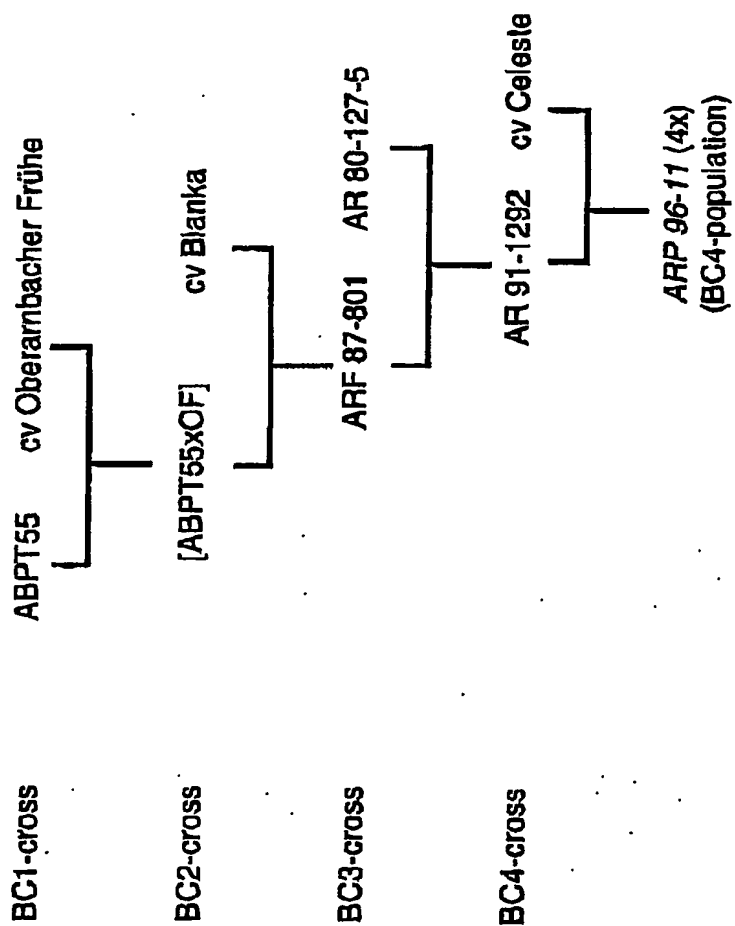 BC1-cross ABPT55 cv Oberarnbacher Frühe
BC2-cross [ABPT55xOF] cv Blanka
BC3-cross ARF 87-801 AR 80-127-5
BC4-cross AR 91-1292 cv Celeste
ARP 96-11 (4x)
(BC4-population)